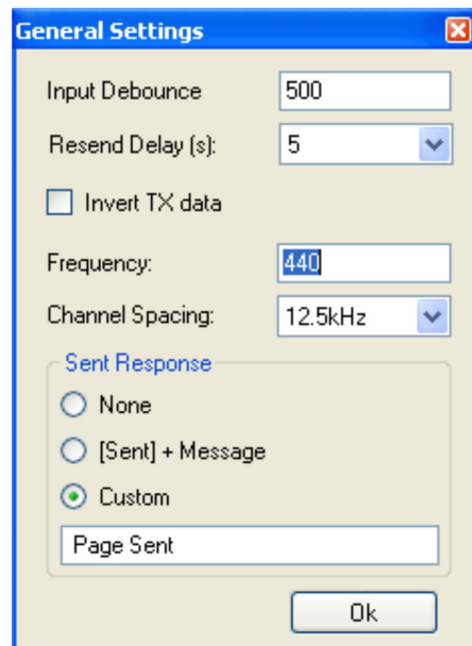 General Settings
Input Debounce 500
Resend Delay (s): 5
Invert TX data
Frequency: 440
Channel Spacing: 12.5kHz
Sent Response
None
[Sent] + Message
Custom
Page Sent
Ok